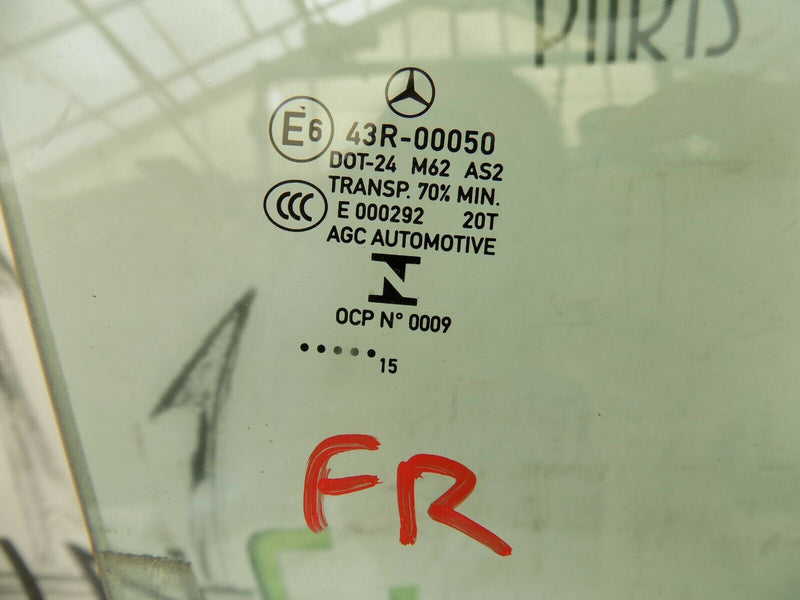 PARTS
E6 43R-00050
DOT-24 M62 AS2
TRANSP. 70% MIN.
CCC E 000292 20T
AGC AUTOMOTIVE
OCP N° 0009
15
FR